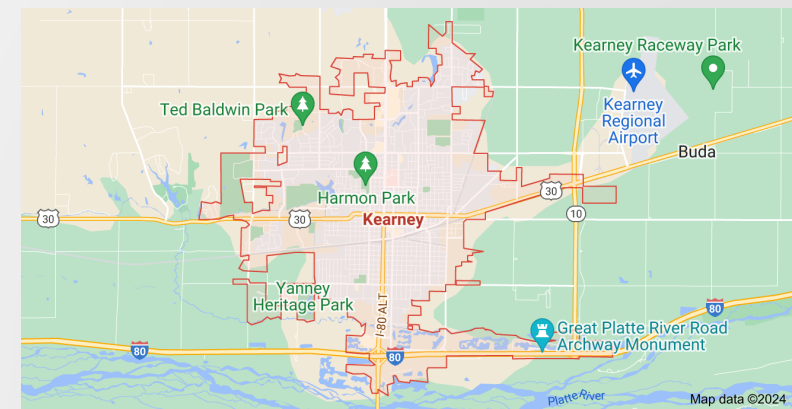 Kearney Raceway Park
Ted Baldwin Park
Kearney
Regional
Airport
Buda
Harmon Park
30
30
30
Kearney
10
Yanney
Heritage Park
I-80 ALT
80
80
80
Great Platte River Road
Archway Monument
Platte River
Map data ©2024